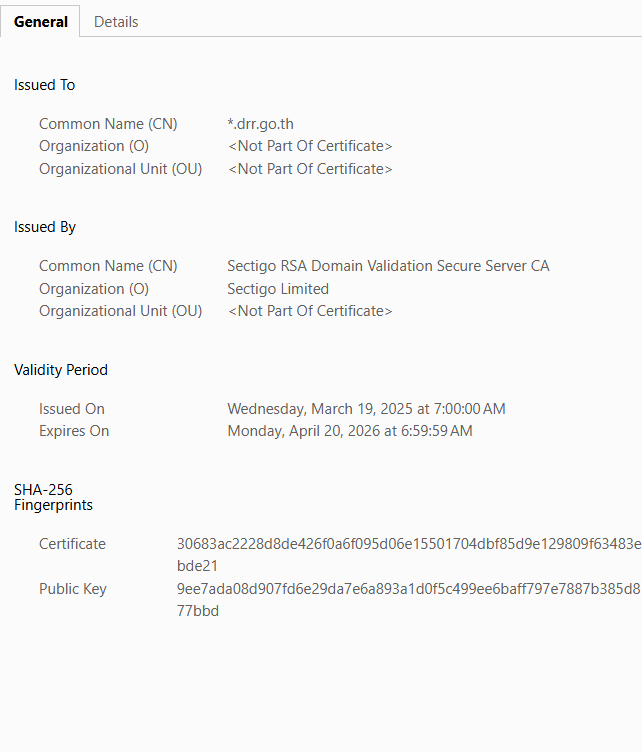 General Details
Issued To
Common Name (CN) *.drr.go.th
Organization (O) <Not Part Of Certificate>
Organizational Unit (OU) <Not Part Of Certificate>
Issued By
Common Name (CN) Sectigo RSA Domain Validation Secure Server CA
Organization (O) Sectigo Limited
Organizational Unit (OU) <Not Part Of Certificate>
Validity Period
Issued On Wednesday, March 19, 2025 at 7:00:00 AM
Expires On Monday, April 20, 2026 at 6:59:59 AM
SHA-256
Fingerprints
Certificate 30683ac2228d8de426f0a6f095d06e15501704dbf85d9e129809f63483e
bde21
Public Key 9ee7ada08d907fd6e29da7e6a893a1d0f5c499ee6baff797e7887b385d8
77bbd